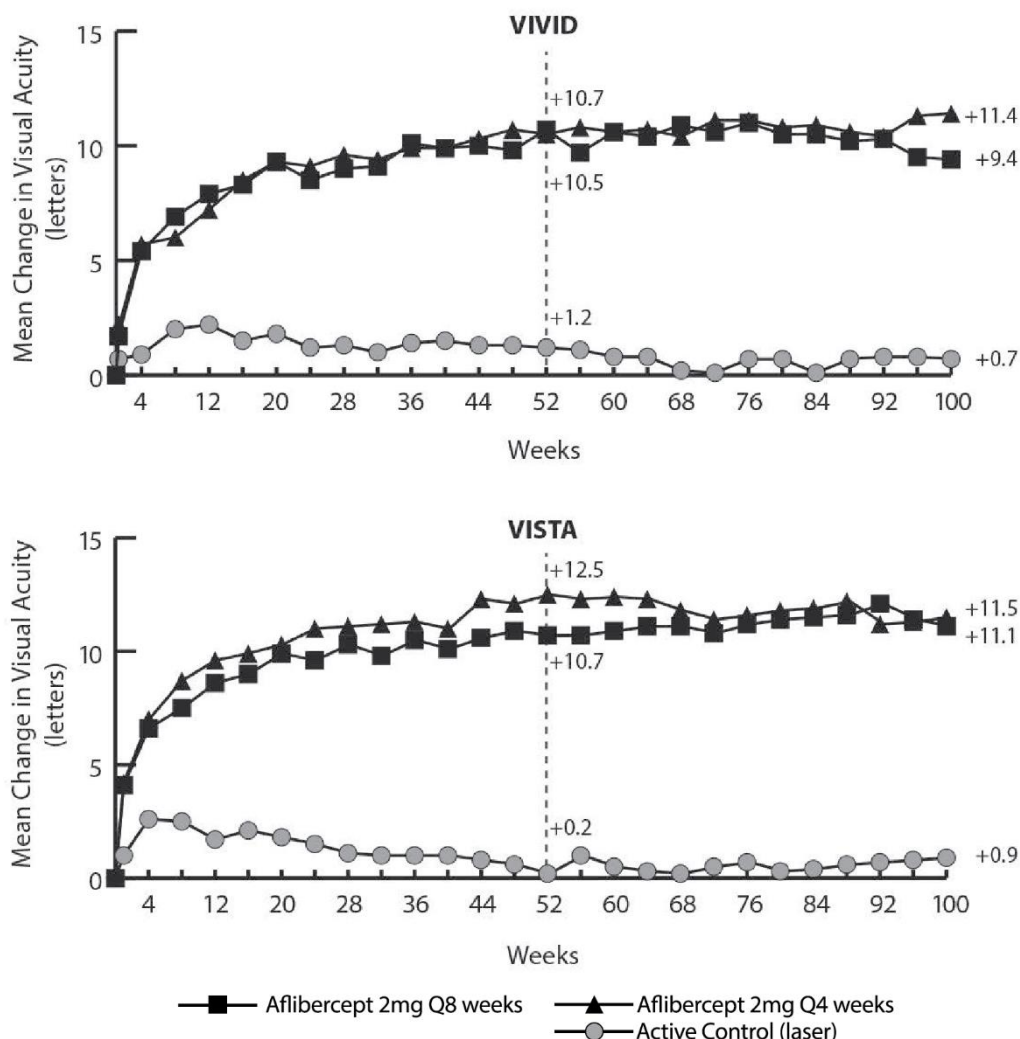 VIVID
Mean Change in Visual Acuity
(letters)
15
10
5
0
+10.7
+10.5
+1.2
+11.4
+9.4
+0.7
4 12 20 28 36 44 52 60 68 76 84 92 100
Weeks
VISTA
Mean Change in Visual Acuity
(letters)
15
10
5
0
+12.5
+10.7
+0.2
+11.5
+11.1
+0.9
4 12 20 28 36 44 52 60 68 76 84 92 100
Weeks
Aflibercept 2mg Q8 weeks Aflibercept 2mg Q4 weeks
Active Control (laser)